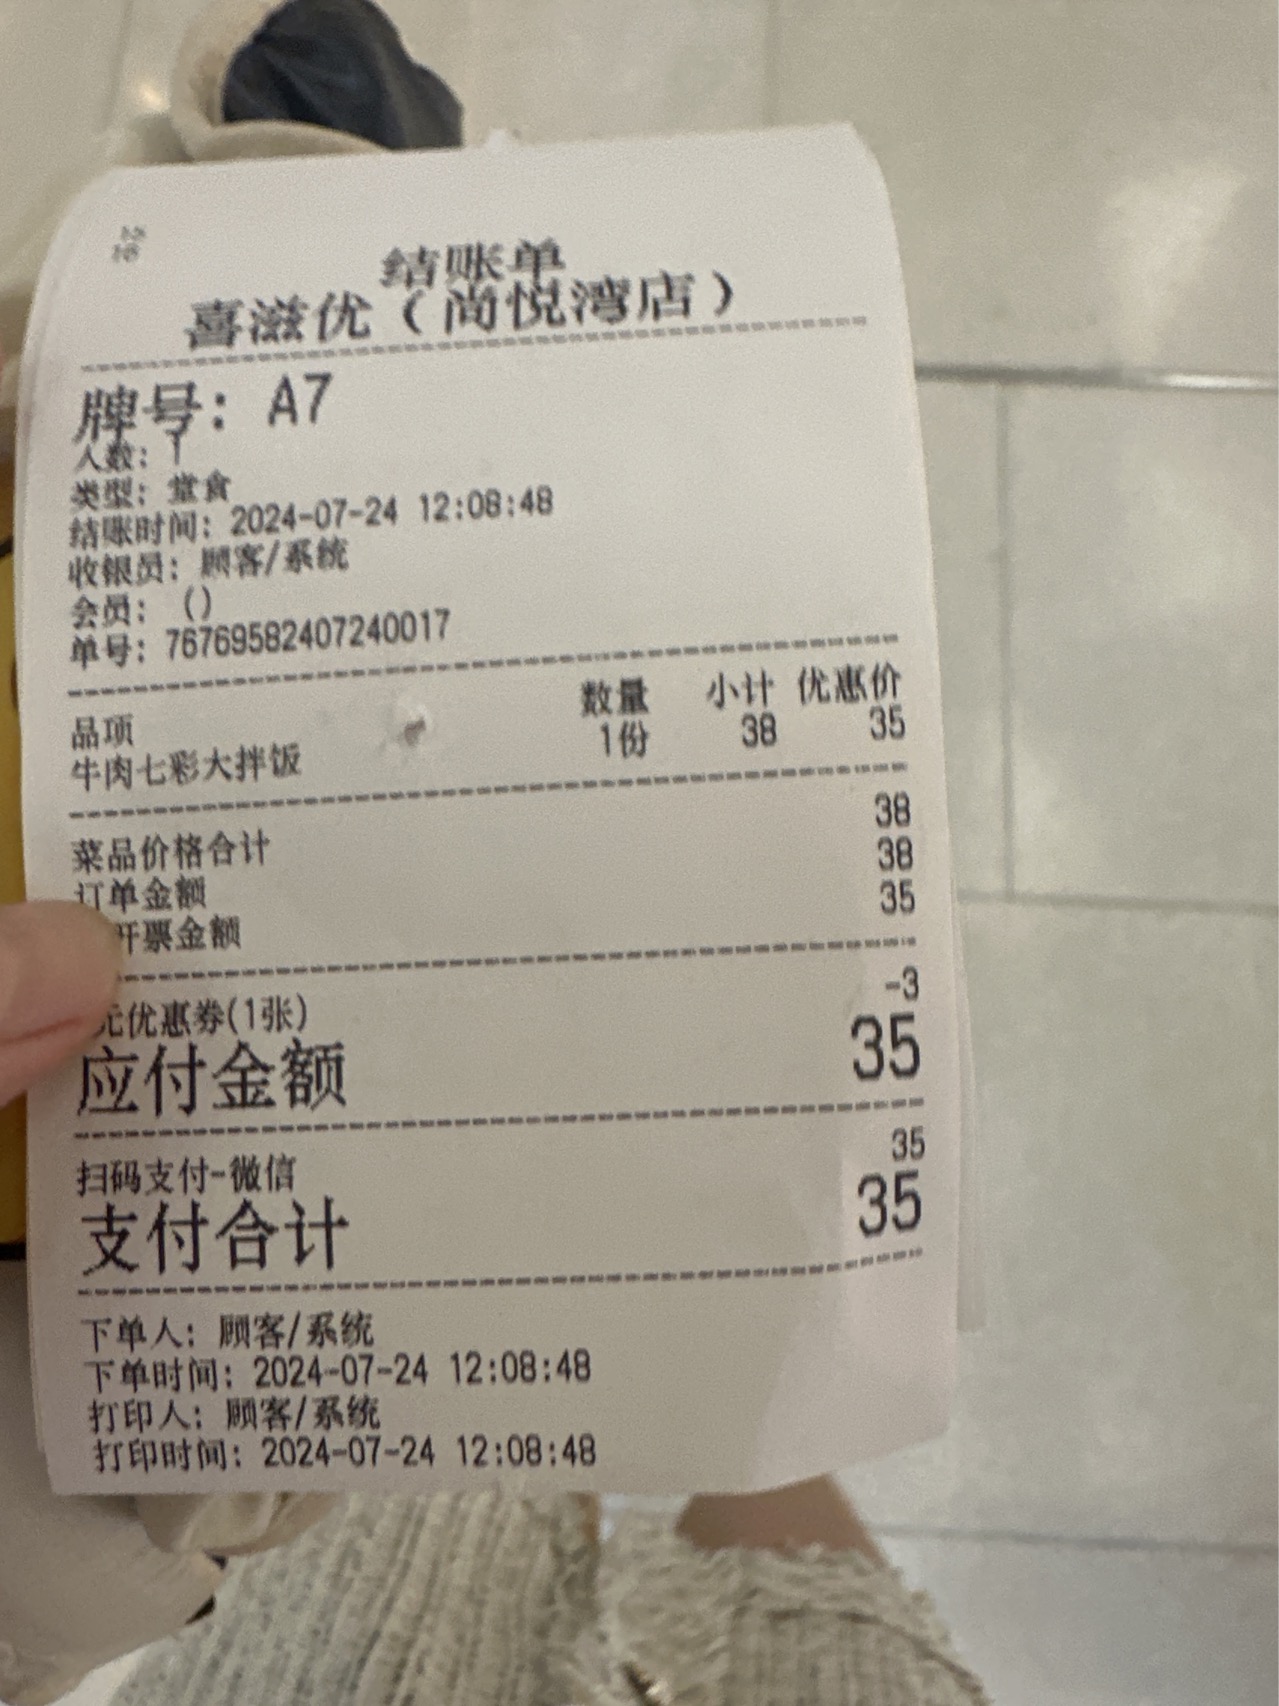 结账单
喜滋优（尚悦湾店）
牌号： A7
人数： 1
类型： 堂食
结账时间： 2024-07-24 12:08:48
收银员： 顾客/系统
会员： ()
单号： 76769582407240017
品项 数量 小计 优惠价
牛肉七彩大拌饭 1份 38 35
菜品价格合计 38
订单金额 38
开票金额 35
元优惠券(1张) -3
应付金额 35
扫码支付-微信 35
支付合计 35
下单人： 顾客/系统
下单时间： 2024-07-24 12:08:48
打印人： 顾客/系统
打印时间： 2024-07-24 12:08:48